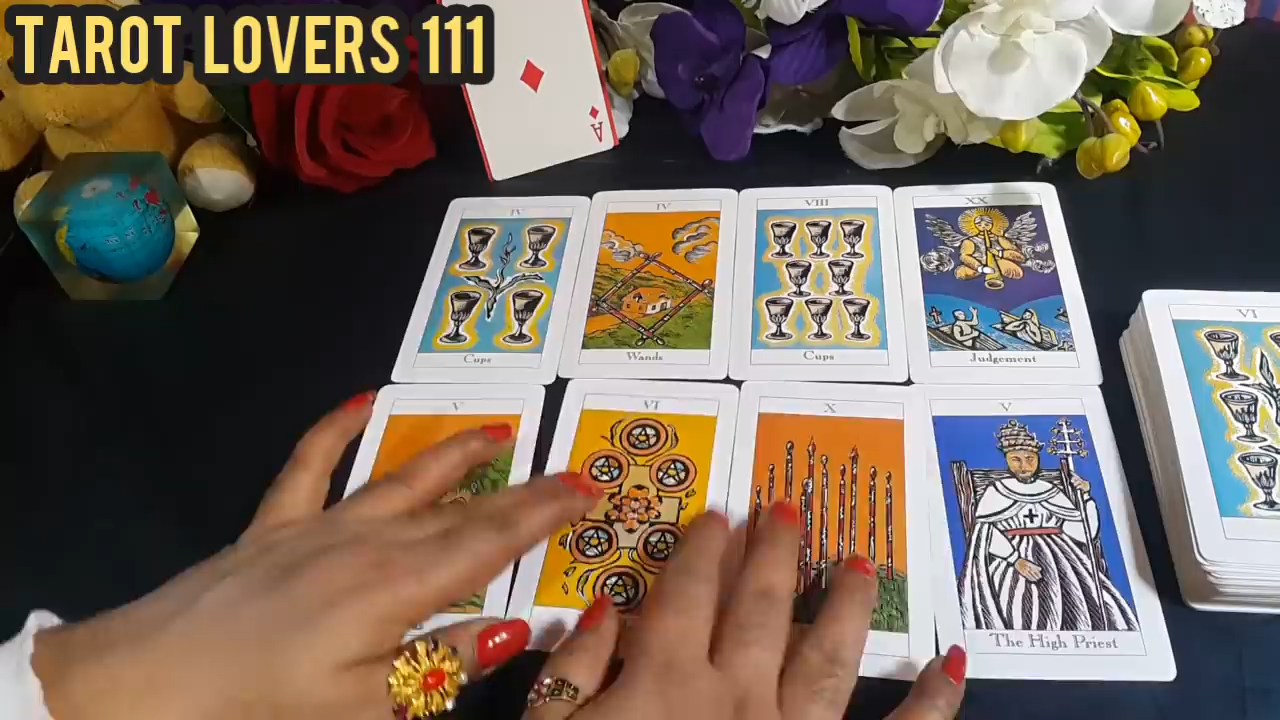 TAROT LOVERS 111
A
IV
IV
VIII
XX
Cups
Wands
Cups
Judgement
VI
V
VI
X
V
The High Priest